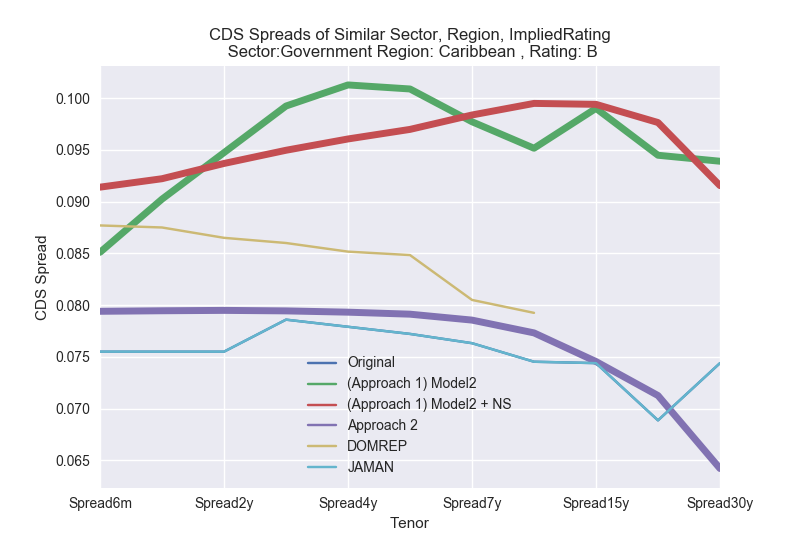 CDS Spreads of Similar Sector, Region, ImpliedRating
Sector:Government Region: Caribbean , Rating: B
0.100
0.095
0.090
0.085
0.080
0.075
0.070
0.065
CDS Spread
Original
(Approach 1) Model2
(Approach 1) Model2 + NS
Approach 2
DOMREP
JAMAN
Spread6m Spread2y Spread4y Spread7y Spread15y Spread30y
Tenor